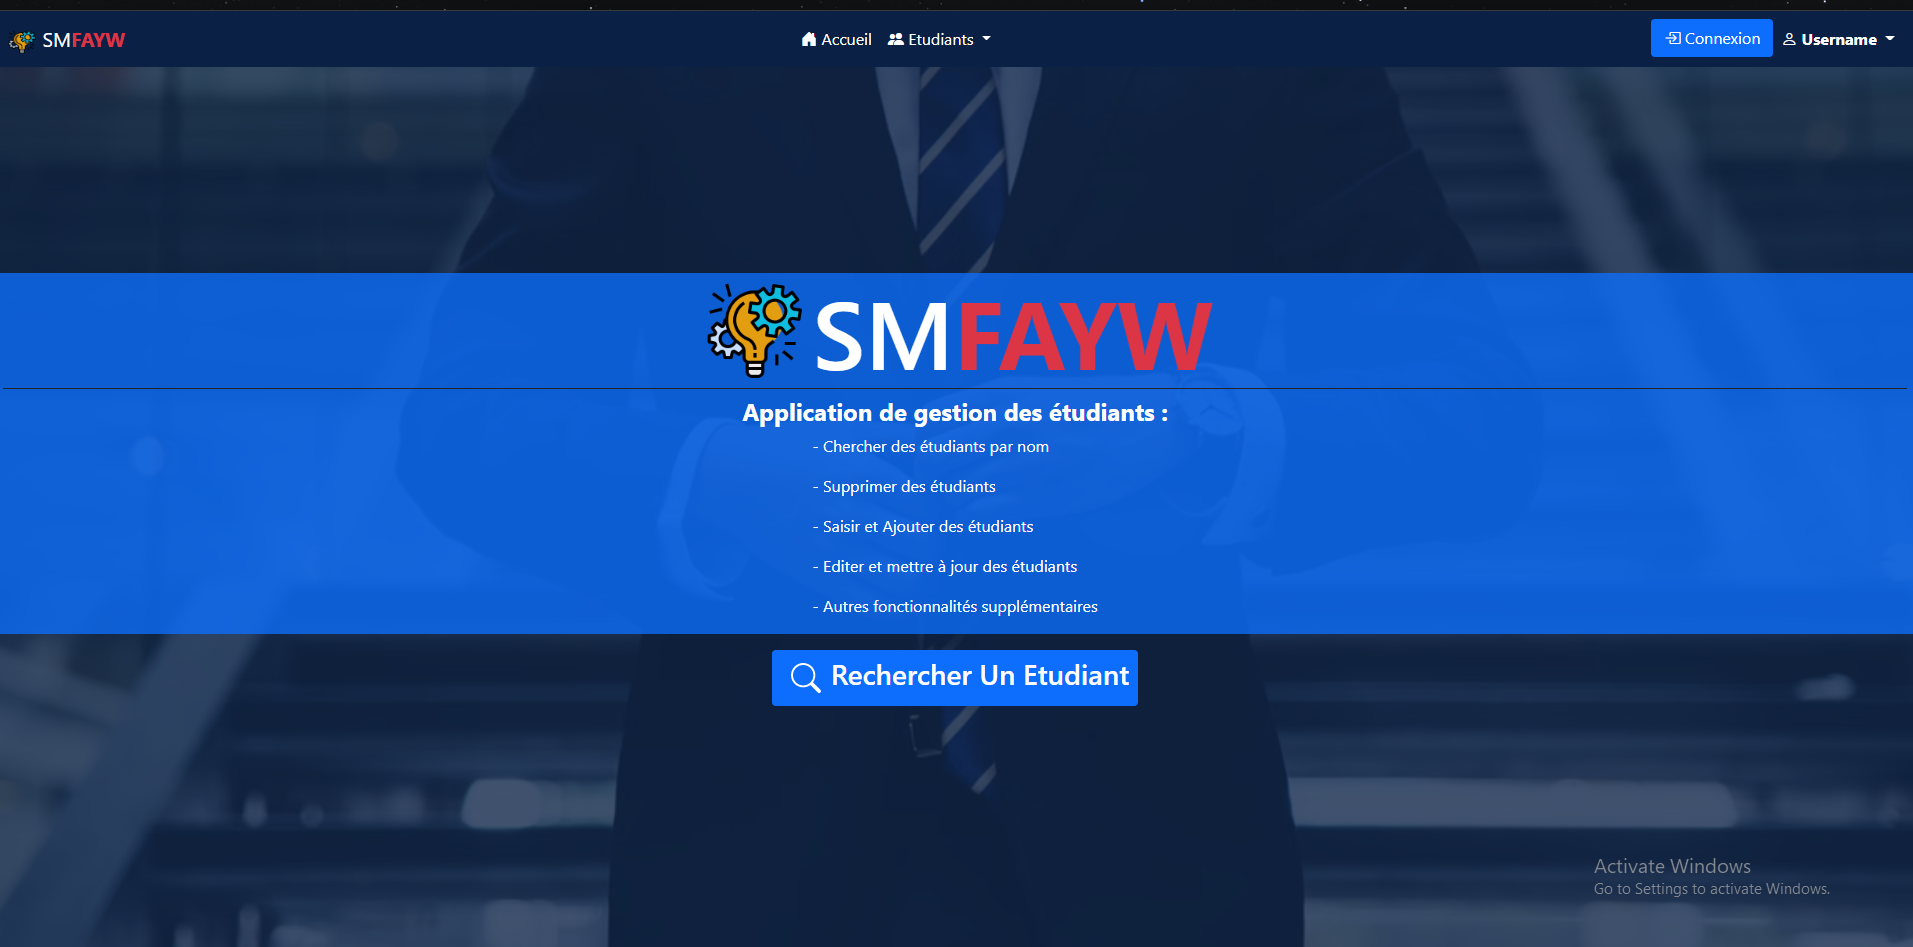 SMFAYW
Accueil
Etudiants
Connexion
Username
SMFAYW
Application de gestion des étudiants :
- Chercher des étudiants par nom
- Supprimer des étudiants
- Saisir et Ajouter des étudiants
- Editer et mettre à jour des étudiants
- Autres fonctionnalités supplémentaires
Rechercher Un Etudiant
Activate Windows
Go to Settings to activate Windows.